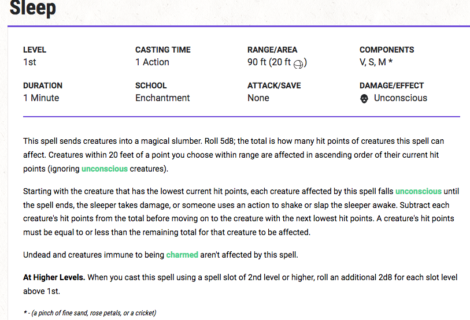 Sleep
LEVEL CASTING TIME RANGE/AREA COMPONENTS
1st 1 Action 90 ft (20 ft ) V, S, M *
DURATION SCHOOL ATTACK/SAVE DAMAGE/EFFECT
1 Minute Enchantment None Unconscious
This spell sends creatures into a magical slumber. Roll 5d8; the total is how many hit points of creatures this spell can
affect. Creatures within 20 feet of a point you choose within range are affected in ascending order of their current hit
points (ignoring unconscious creatures).
Starting with the creature that has the lowest current hit points, each creature affected by this spell falls unconscious until
the spell ends, the sleeper takes damage, or someone uses an action to shake or slap the sleeper awake. Subtract each
creature's hit points from the total before moving on to the creature with the next lowest hit points. A creature's hit points
must be equal to or less than the remaining total for that creature to be affected.
Undead and creatures immune to being charmed aren't affected by this spell.
At Higher Levels. When you cast this spell using a spell slot of 2nd level or higher, roll an additional 2d8 for each slot level
above 1st.
* - (a pinch of fine sand, rose petals, or a cricket)